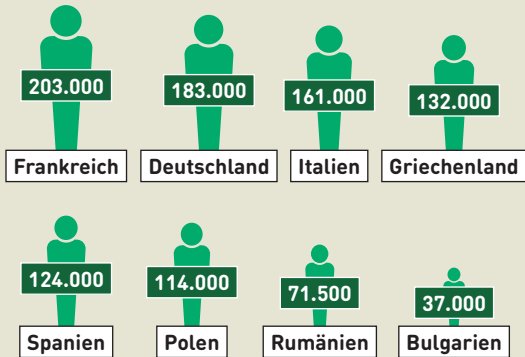 203.000 183.000 161.000 132.000
Frankreich Deutschland Italien Griechenland
124.000 114.000 71.500 37.000
Spanien Polen Rumänien Bulgarien